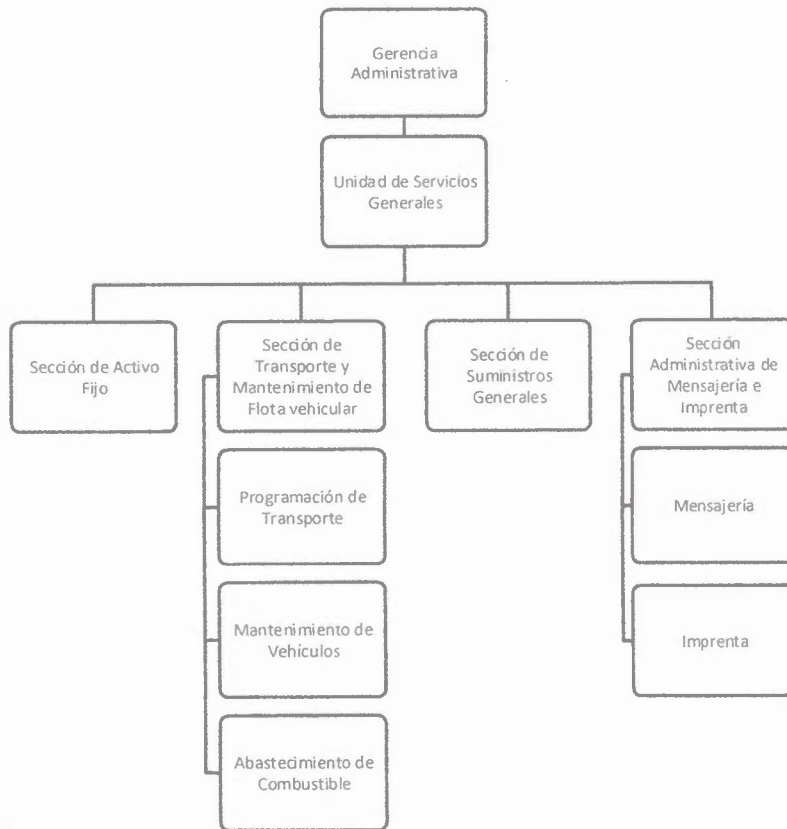 Gerencia
Administrativa
Unidad de Servicios
Generales
Sección de Activo
Fijo
Sección de
Transporte y
Mantenimiento de
Flota vehicular
Programación de
Transporte
Mantenimiento de
Vehículos
Abastecimiento de
Combustible
Sección de
Suministros
Generales
Sección
Administrativa de
Mensajería e
Imprenta
Mensajería
Imprenta